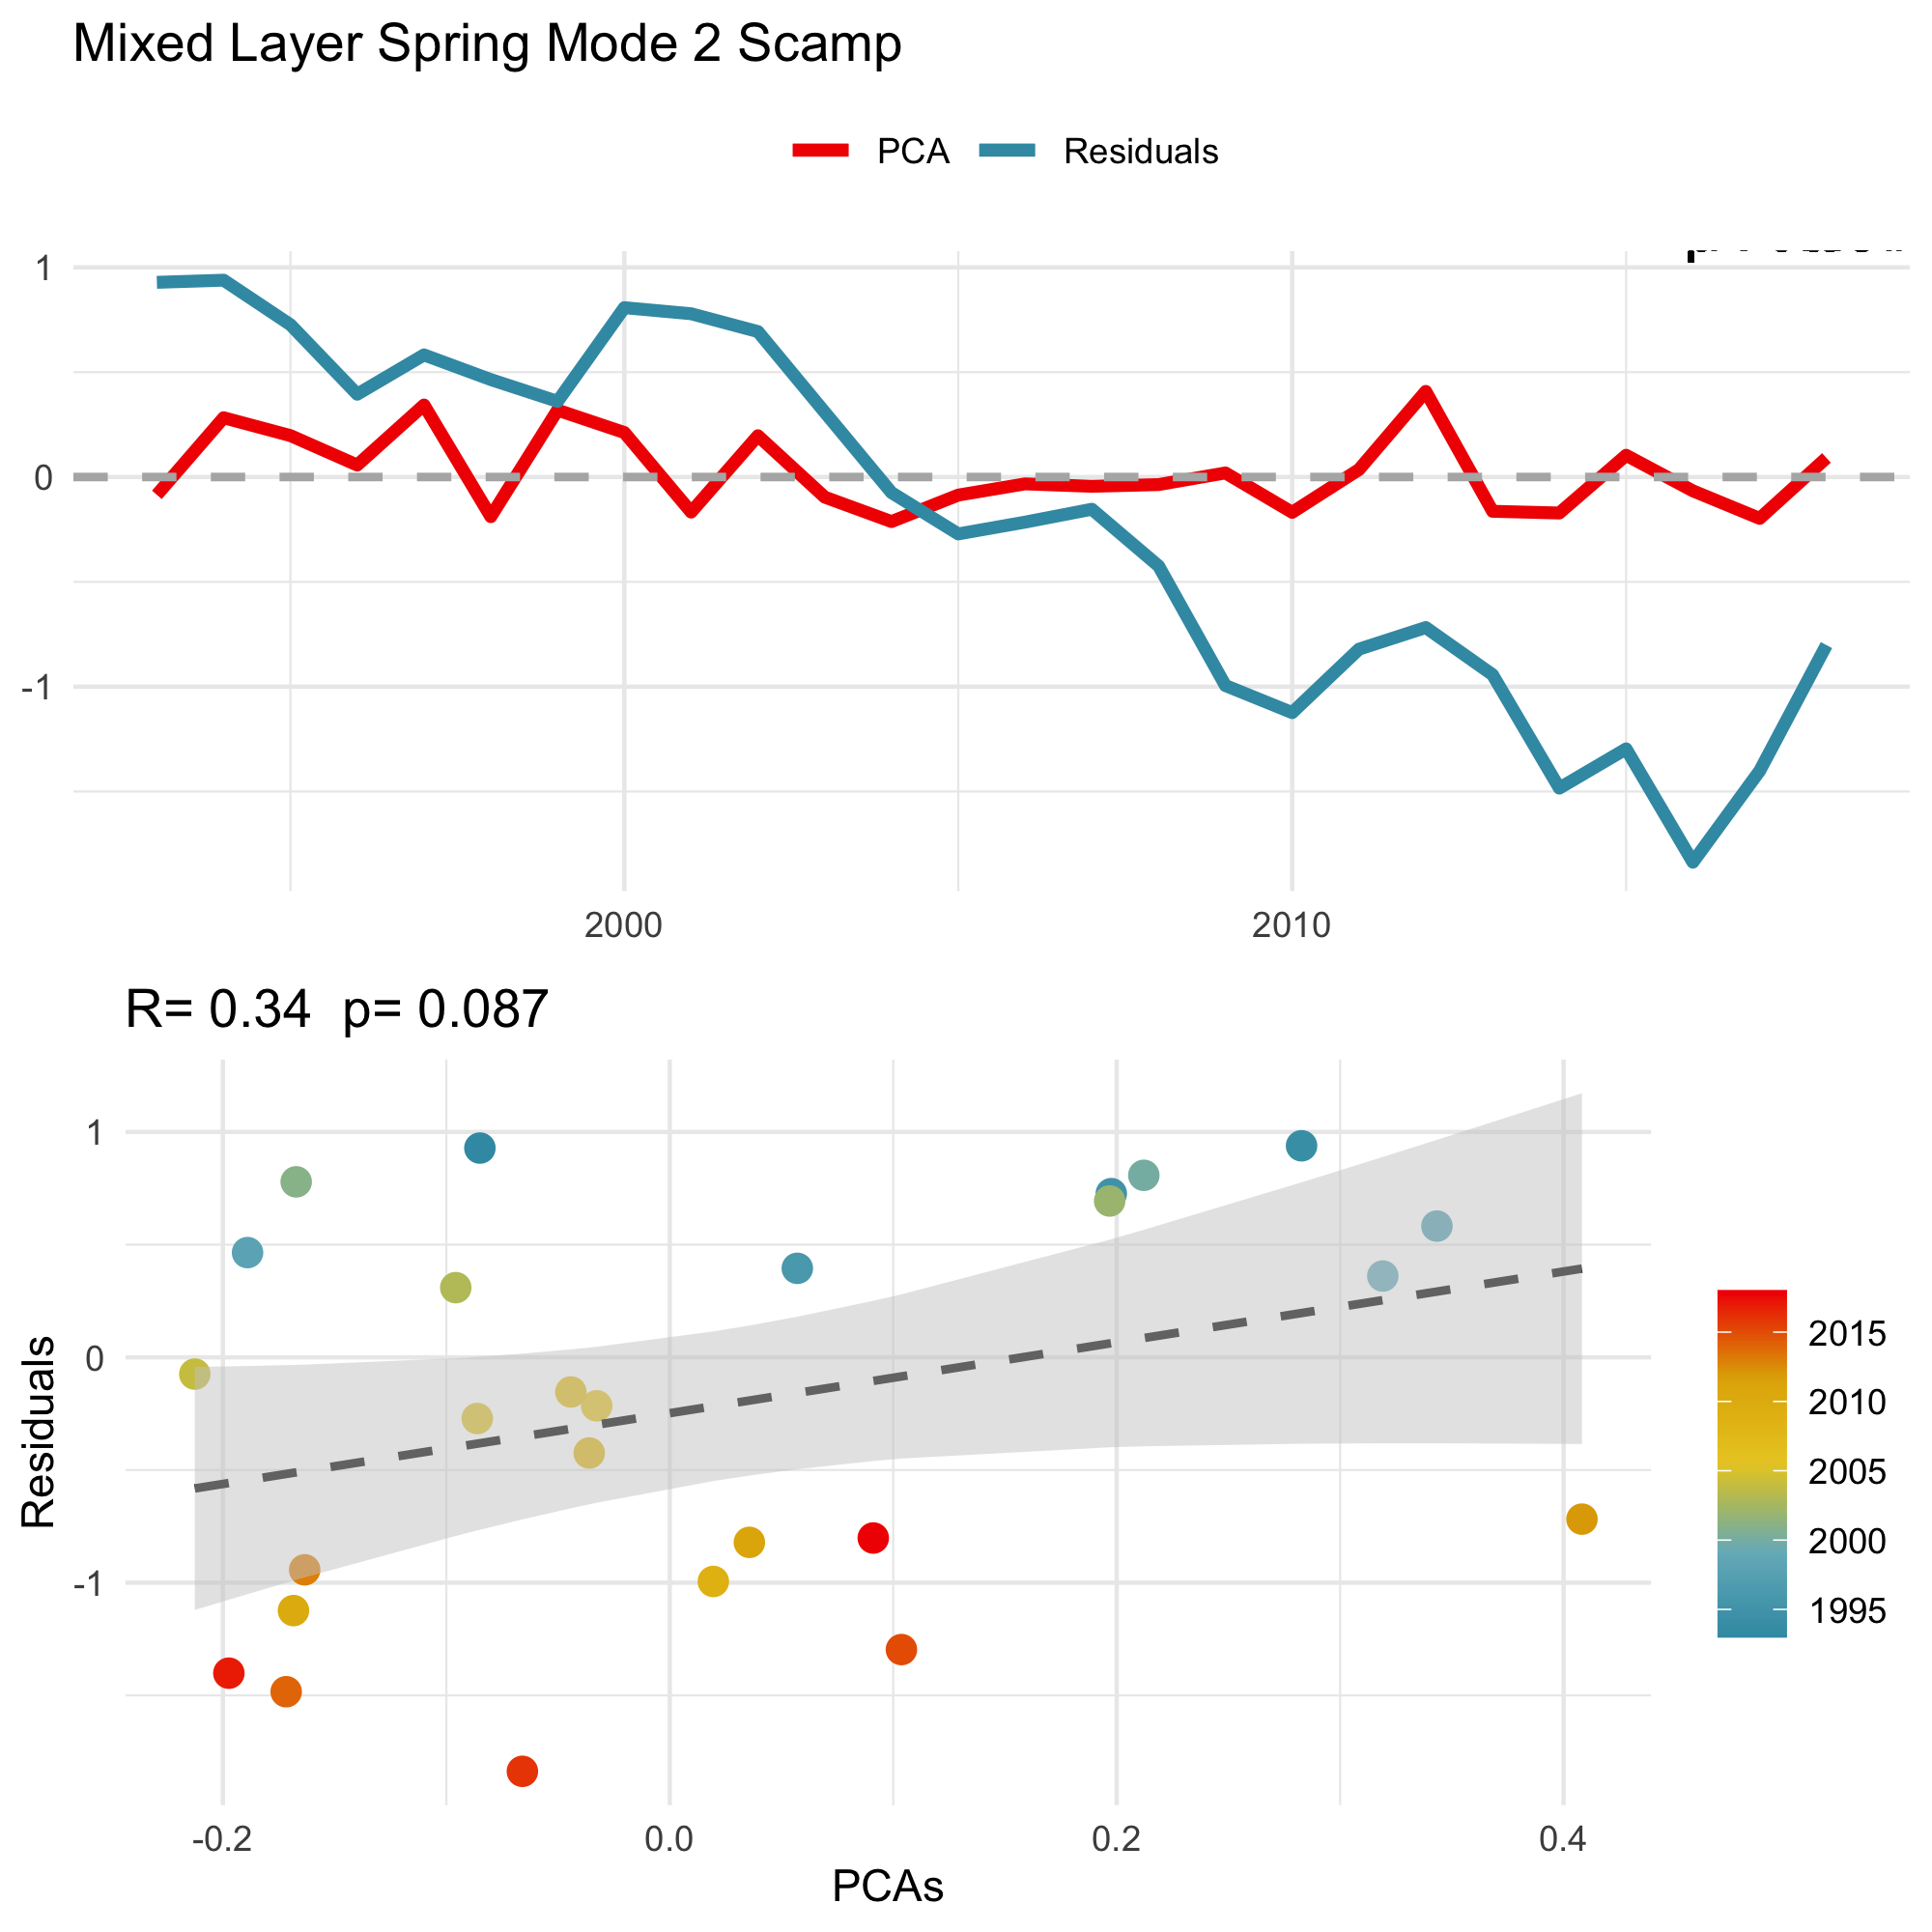 Mixed Layer Spring Mode 2 Scamp
PCA Residuals
1
0
-1
2000 2010
R= 0.34 p= 0.087
Residuals
1
0
-1
-0.2 0.0 0.2 0.4
PCAs
2015
2010
2005
2000
1995